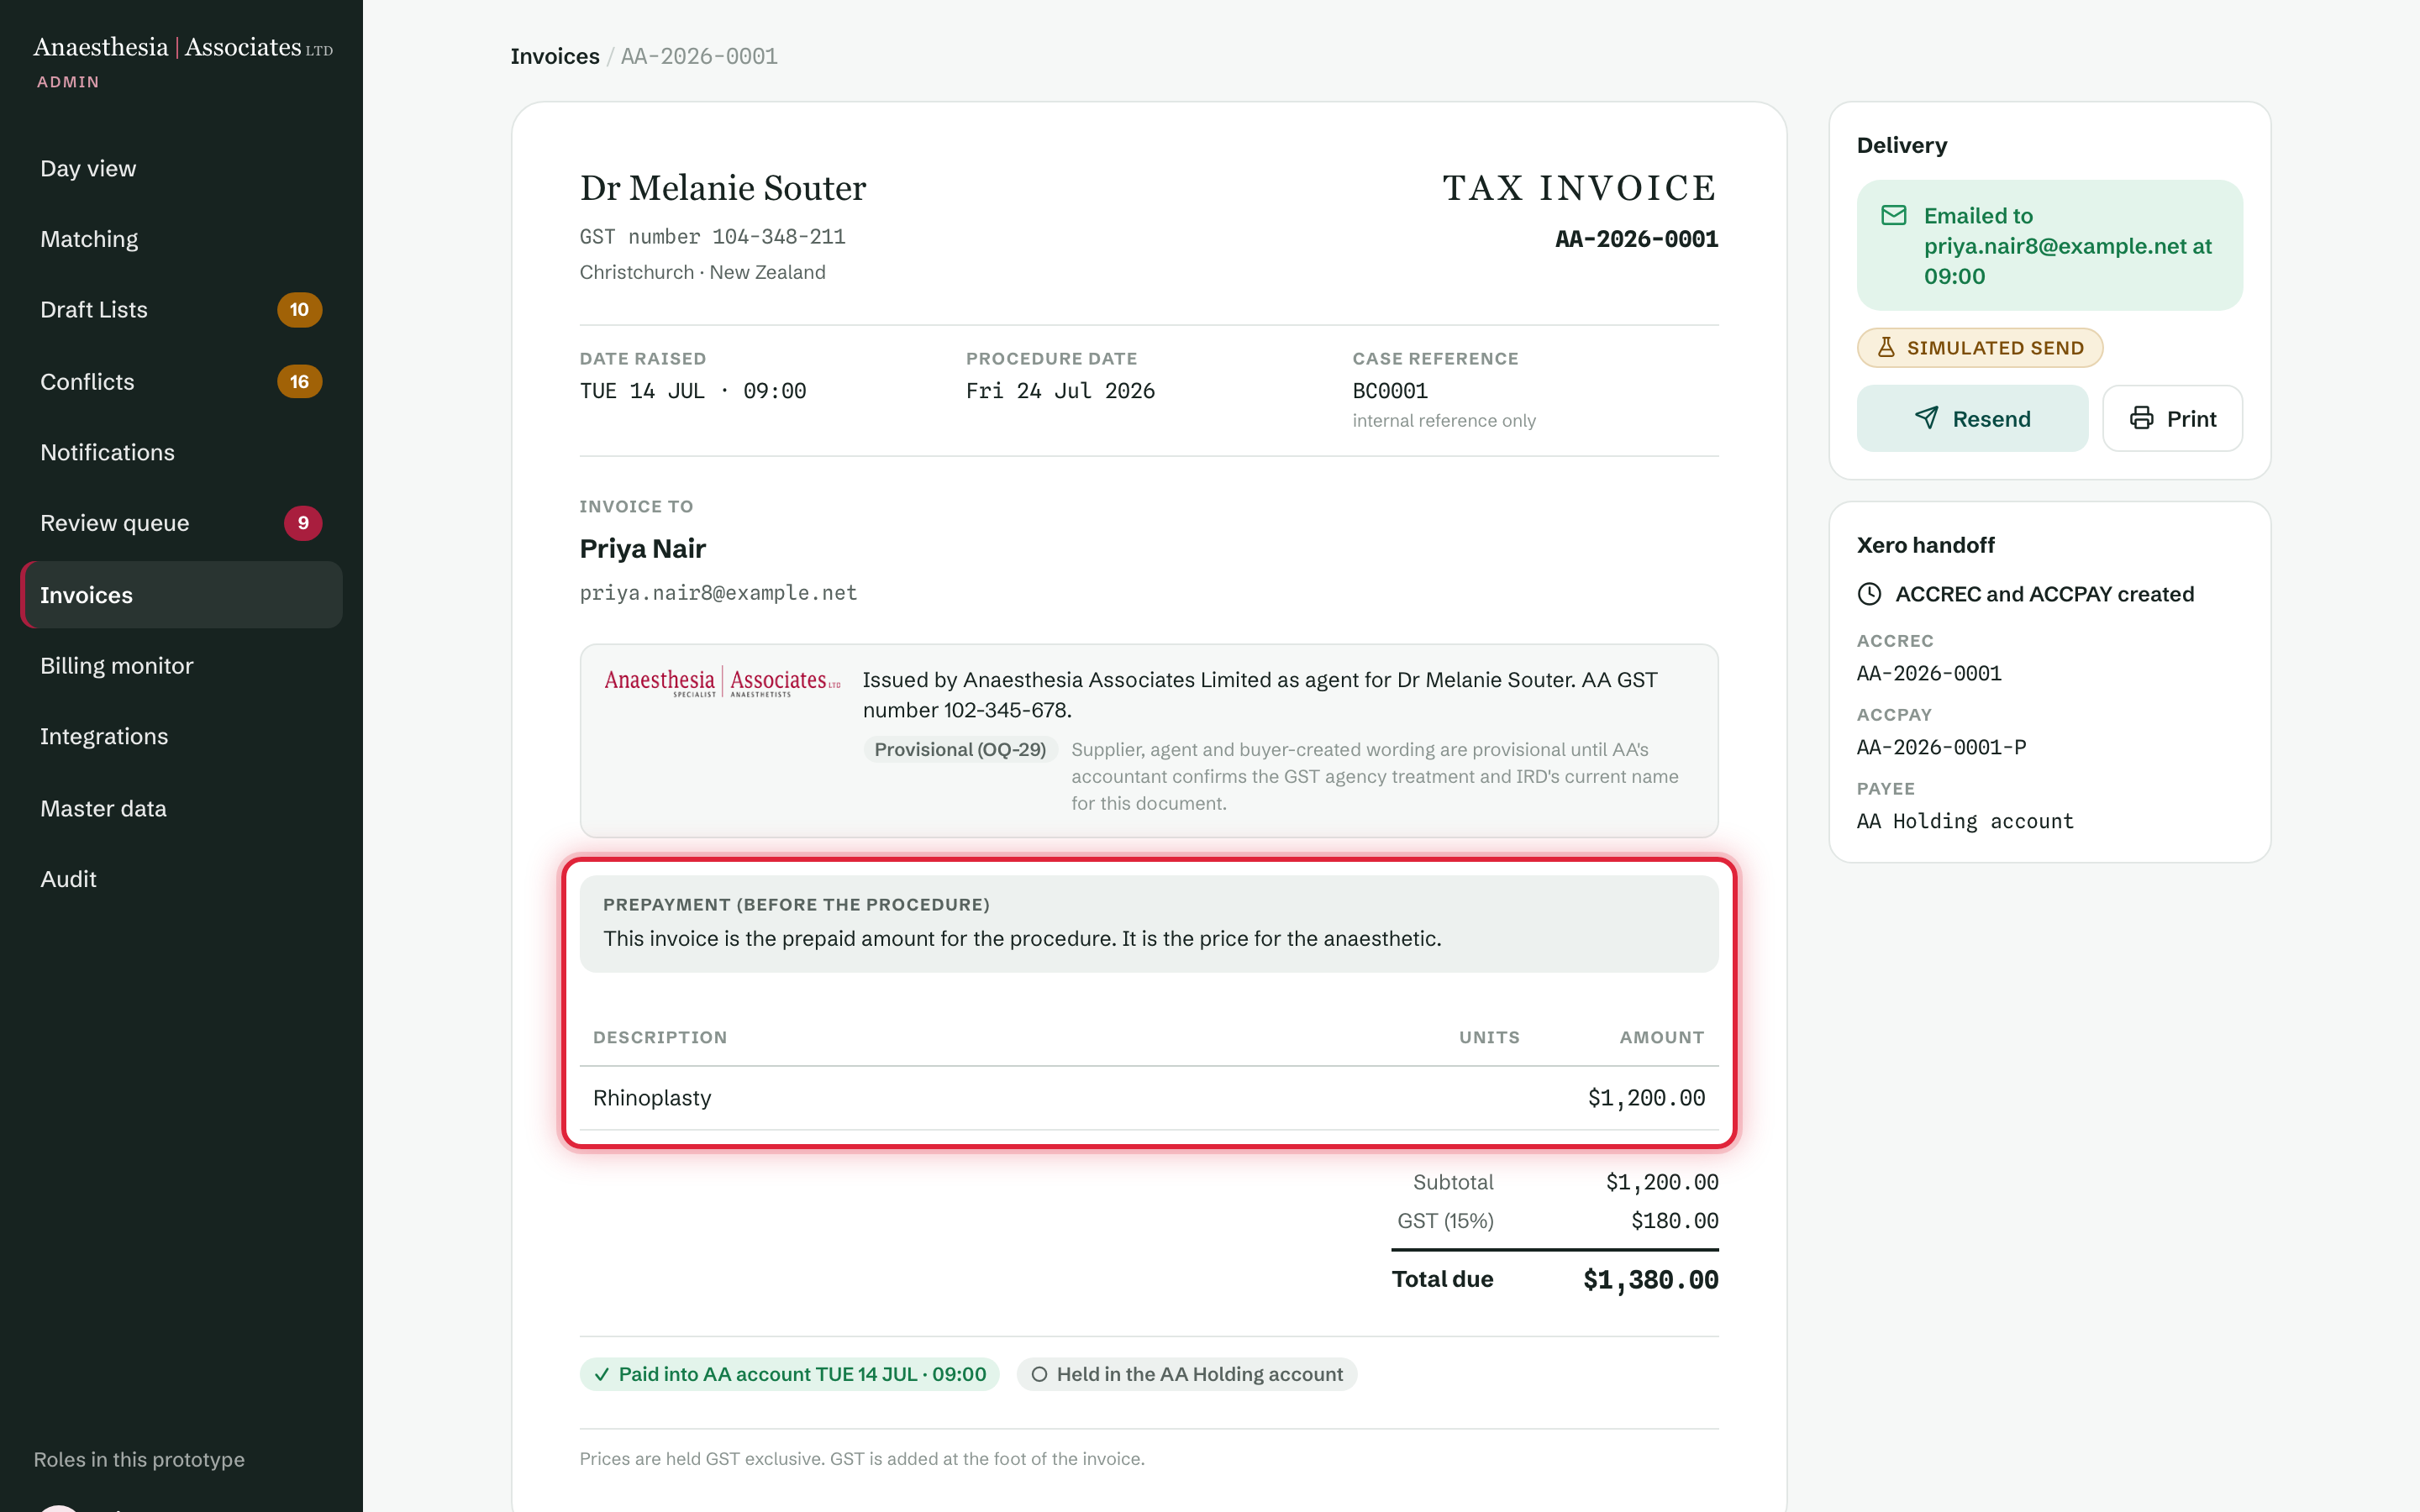 Anaesthesia | Associates LTD
ADMIN
Day view
Matching
Draft Lists 10
Conflicts 16
Notifications
Review queue 9
Invoices
Billing monitor
Integrations
Master data
Audit
Roles in this prototype
Invoices / AA-2026-0001
Dr Melanie Souter
GST number 104-348-211
Christchurch · New Zealand
TAX INVOICE
AA-2026-0001
DATE RAISED
TUE 14 JUL · 09:00
PROCEDURE DATE
Fri 24 Jul 2026
CASE REFERENCE
BC0001
internal reference only
INVOICE TO
Priya Nair
priya.nair8@example.net
Anaesthesia | Associates LTD
SPECIALIST ANAESTHETISTS
Issued by Anaesthesia Associates Limited as agent for Dr Melanie Souter. AA GST
number 102-345-678.
Provisional (OQ-29) Supplier, agent and buyer-created wording are provisional until AA's
accountant confirms the GST agency treatment and IRD's current name
for this document.
PREPAYMENT (BEFORE THE PROCEDURE)
This invoice is the prepaid amount for the procedure. It is the price for the anaesthetic.
DESCRIPTION UNITS AMOUNT
Rhinoplasty $1,200.00
Subtotal $1,200.00
GST (15%) $180.00
Total due $1,380.00
Paid into AA account TUE 14 JUL · 09:00 Held in the AA Holding account
Prices are held GST exclusive. GST is added at the foot of the invoice.
Delivery
Emailed to
priya.nair8@example.net at
09:00
SIMULATED SEND
Resend Print
Xero handoff
ACCREC and ACCPAY created
ACCREC
AA-2026-0001
ACCPAY
AA-2026-0001-P
PAYEE
AA Holding account